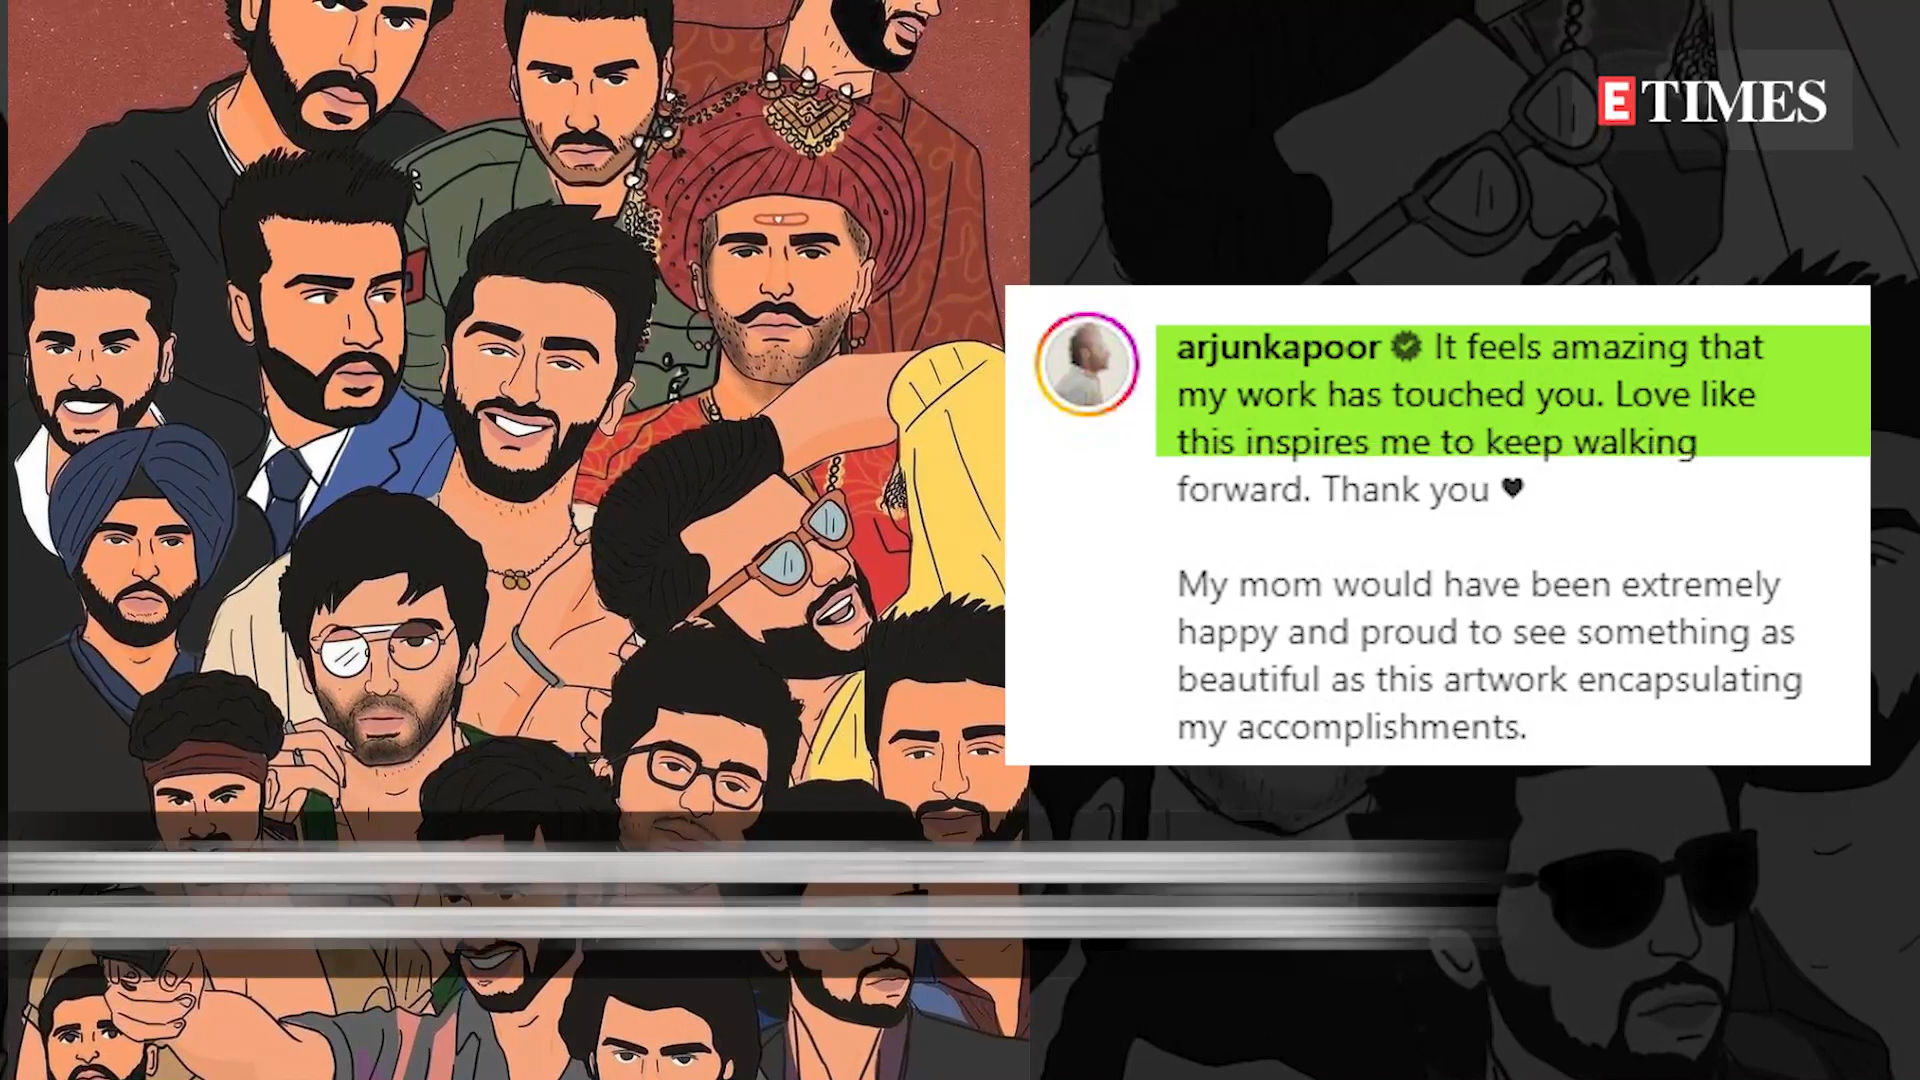 E TIMES
arjunkapoor It feels amazing that
my work has touched you. Love like
this inspires me to keep walking
forward. Thank you ♥
My mom would have been extremely
happy and proud to see something as
beautiful as this artwork encapsulating
my accomplishments.